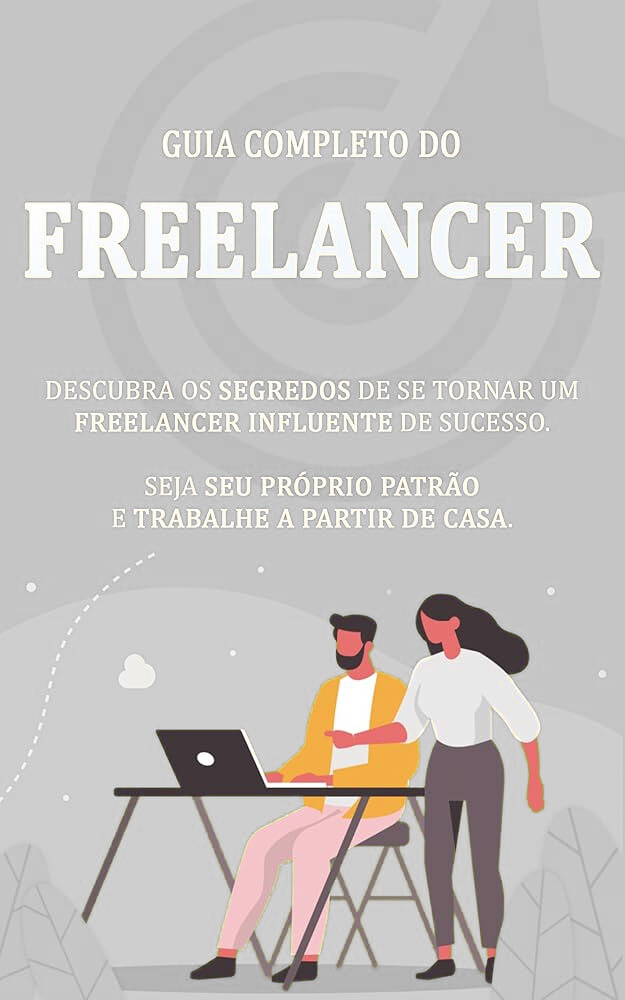 GUIA COMPLETO DO
FREELANCER
DESCUBRA OS SEGREDOS DE SE TORNAR UM
FREELANCER INFLUENTE DE SUCESSO.
SEJA SEU PRÓPRIO PATRÃO
E TRABALHE A PARTIR DE CASA.